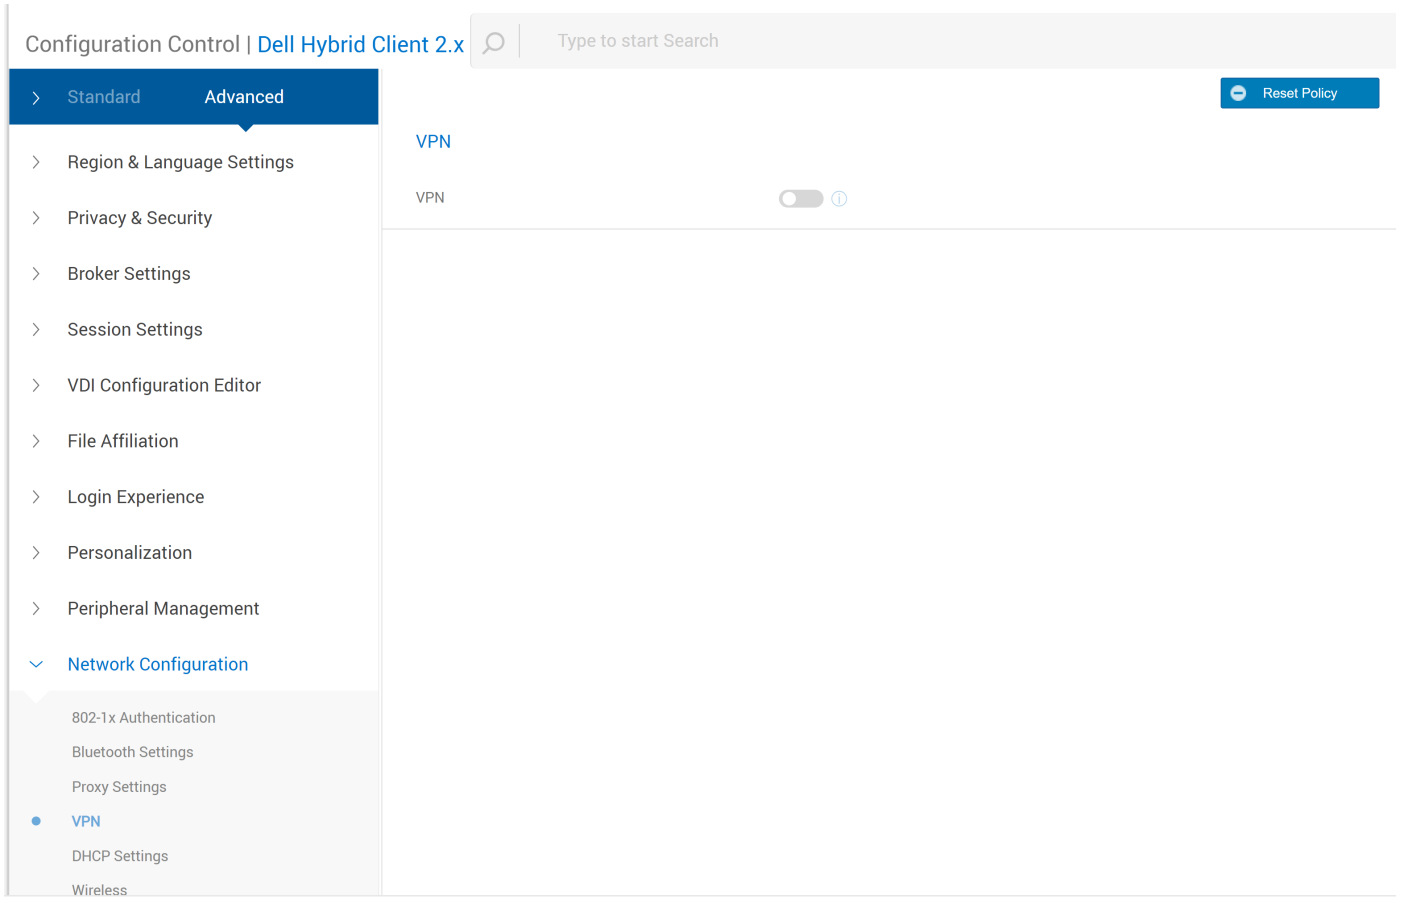 Configuration Control | Dell Hybrid Client 2.x
Type to start Search
Standard Advanced
Reset Policy
VPN
VPN
Region & Language Settings
Privacy & Security
Broker Settings
Session Settings
VDI Configuration Editor
File Affiliation
Login Experience
Personalization
Peripheral Management
Network Configuration
802-1x Authentication
Bluetooth Settings
Proxy Settings
VPN
DHCP Settings
Wireless